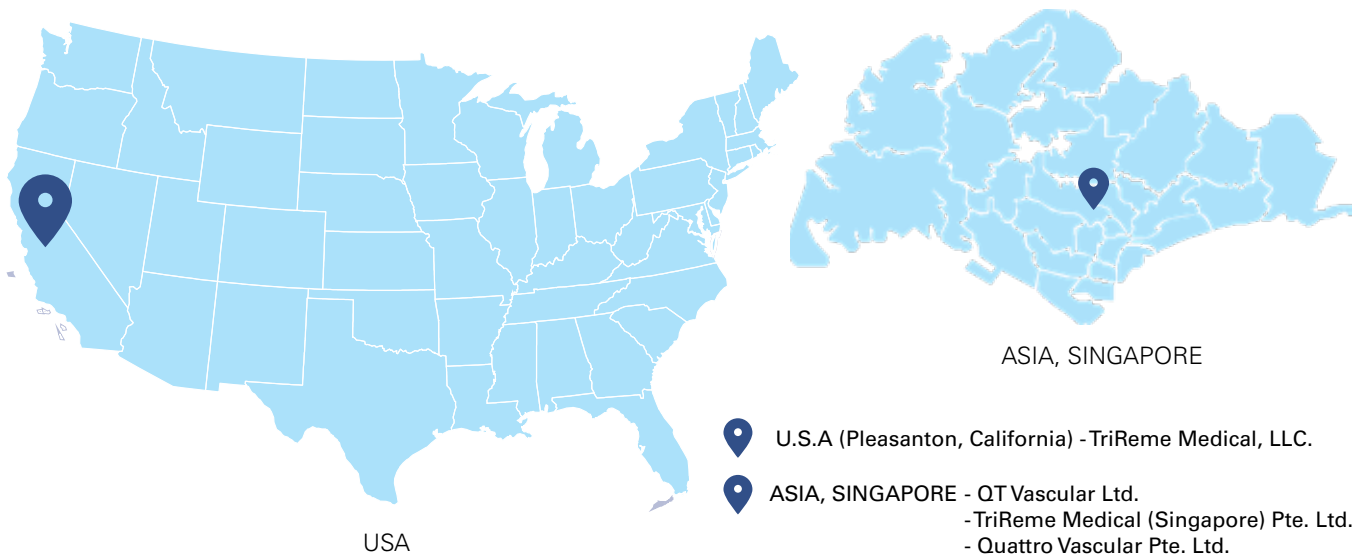 USA
ASIA, SINGAPORE
U.S.A (Pleasanton, California) - TriReme Medical, LLC.
ASIA, SINGAPORE - QT Vascular Ltd.
- TriReme Medical (Singapore) Pte. Ltd.
- Quattro Vascular Pte. Ltd.